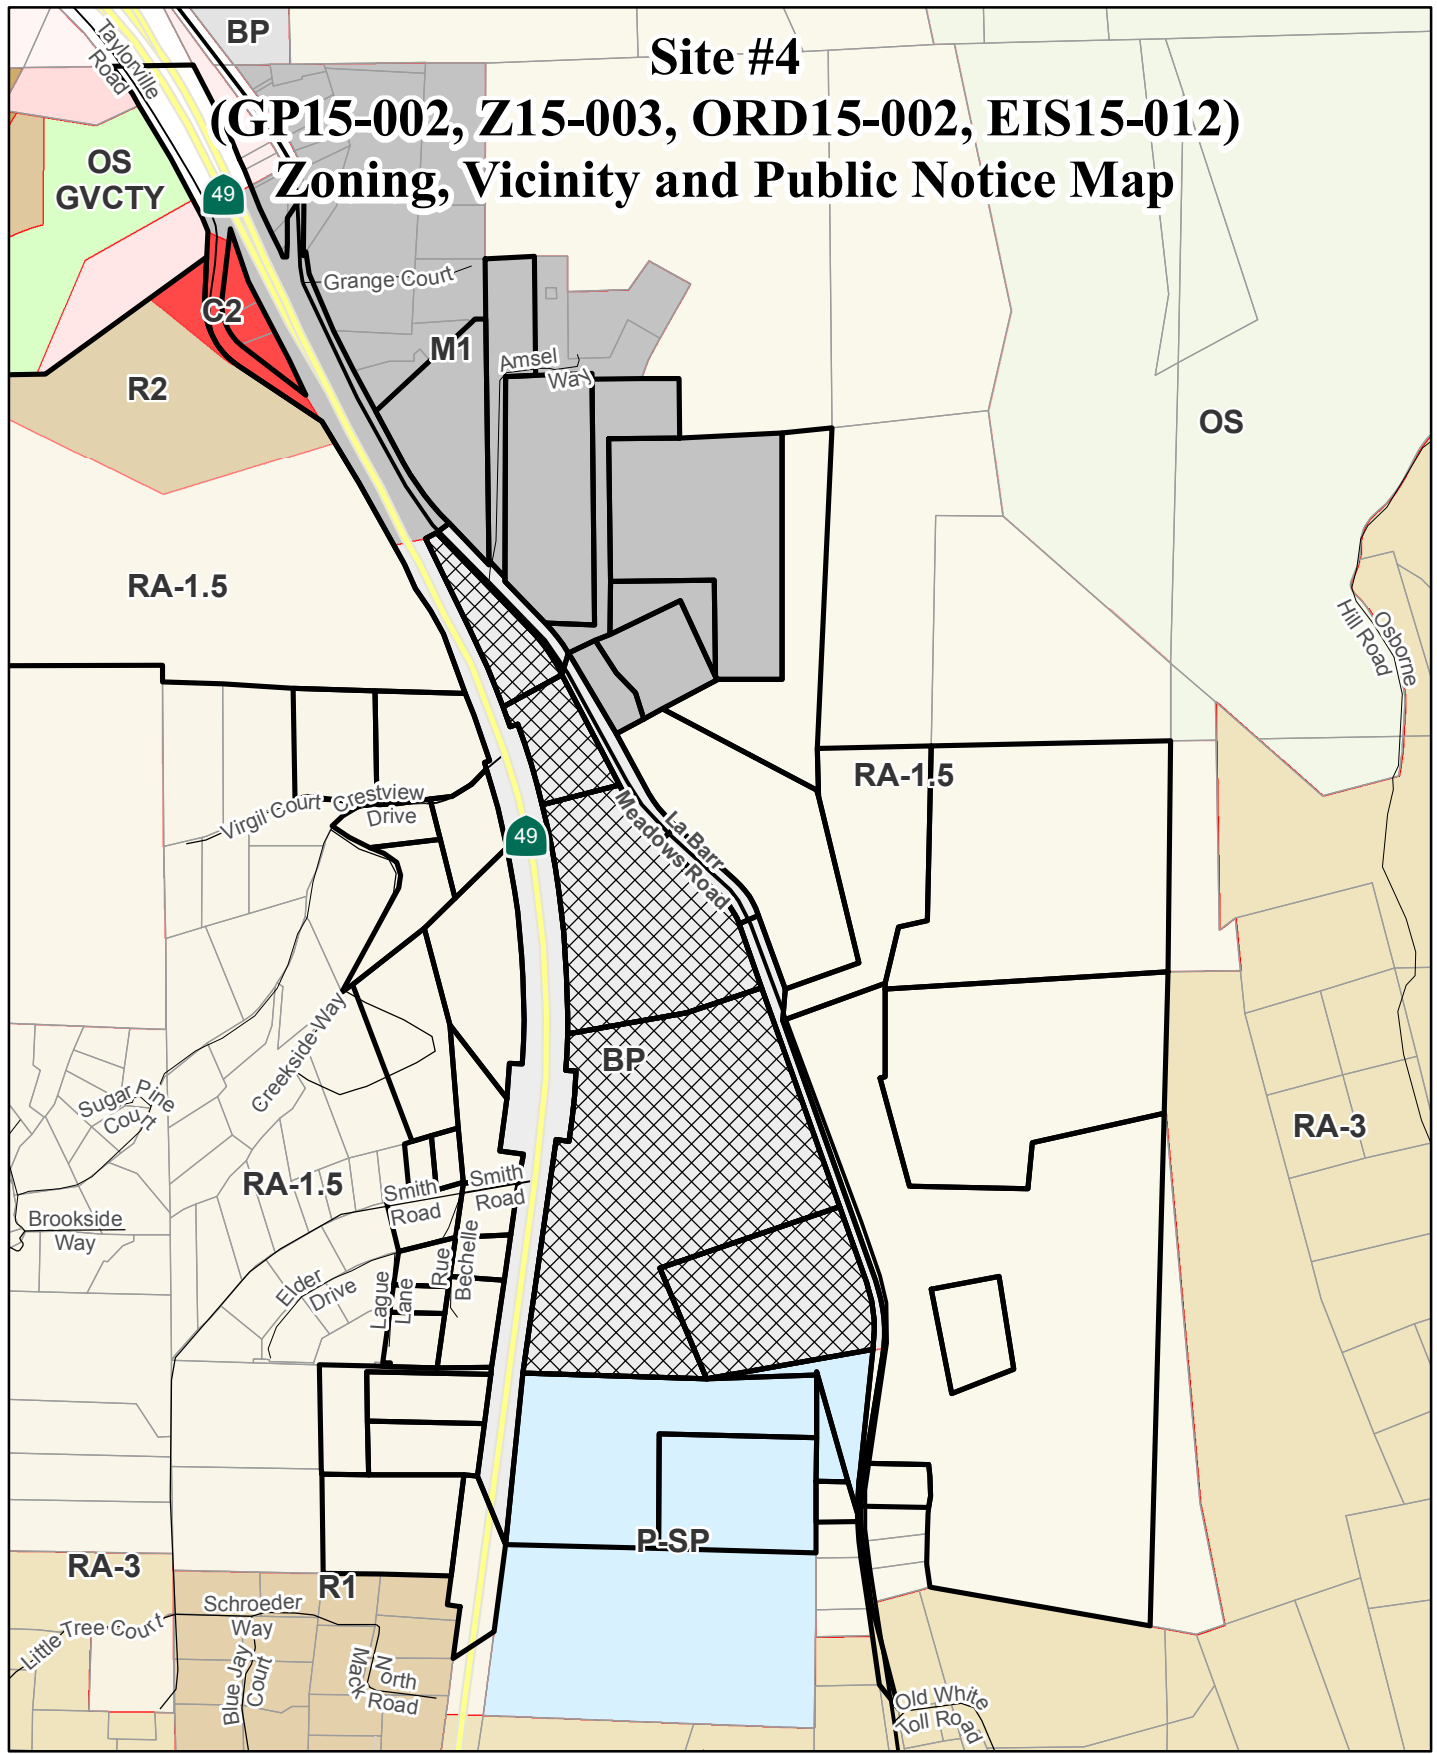 BP
Site #4
(GP15-002, Z15-003, ORD15-002, EIS15-012)
Zoning, Vicinity and Public Notice Map
Taylorville
Road
OS
GVCTY
49
Grange Court
C2
M1
Amsel
Way
R2
OS
RA-1.5
Osborne
Hill Road
RA-1.5
Virgil Court
Crestview
Drive
49
La Barr
Meadows Road
Creekside Way
BP
Sugar Pine
Court
RA-3
RA-1.5
Smith
Road
Smith
Road
Brookside
Way
Elder
Drive
Lague
Lane
Rue
Bechelle
P-SP
RA-3
R1
Schroeder
Way
Little Tree Court
Blue Jay
Court
North
Mack
Road
Old White
Toll Road